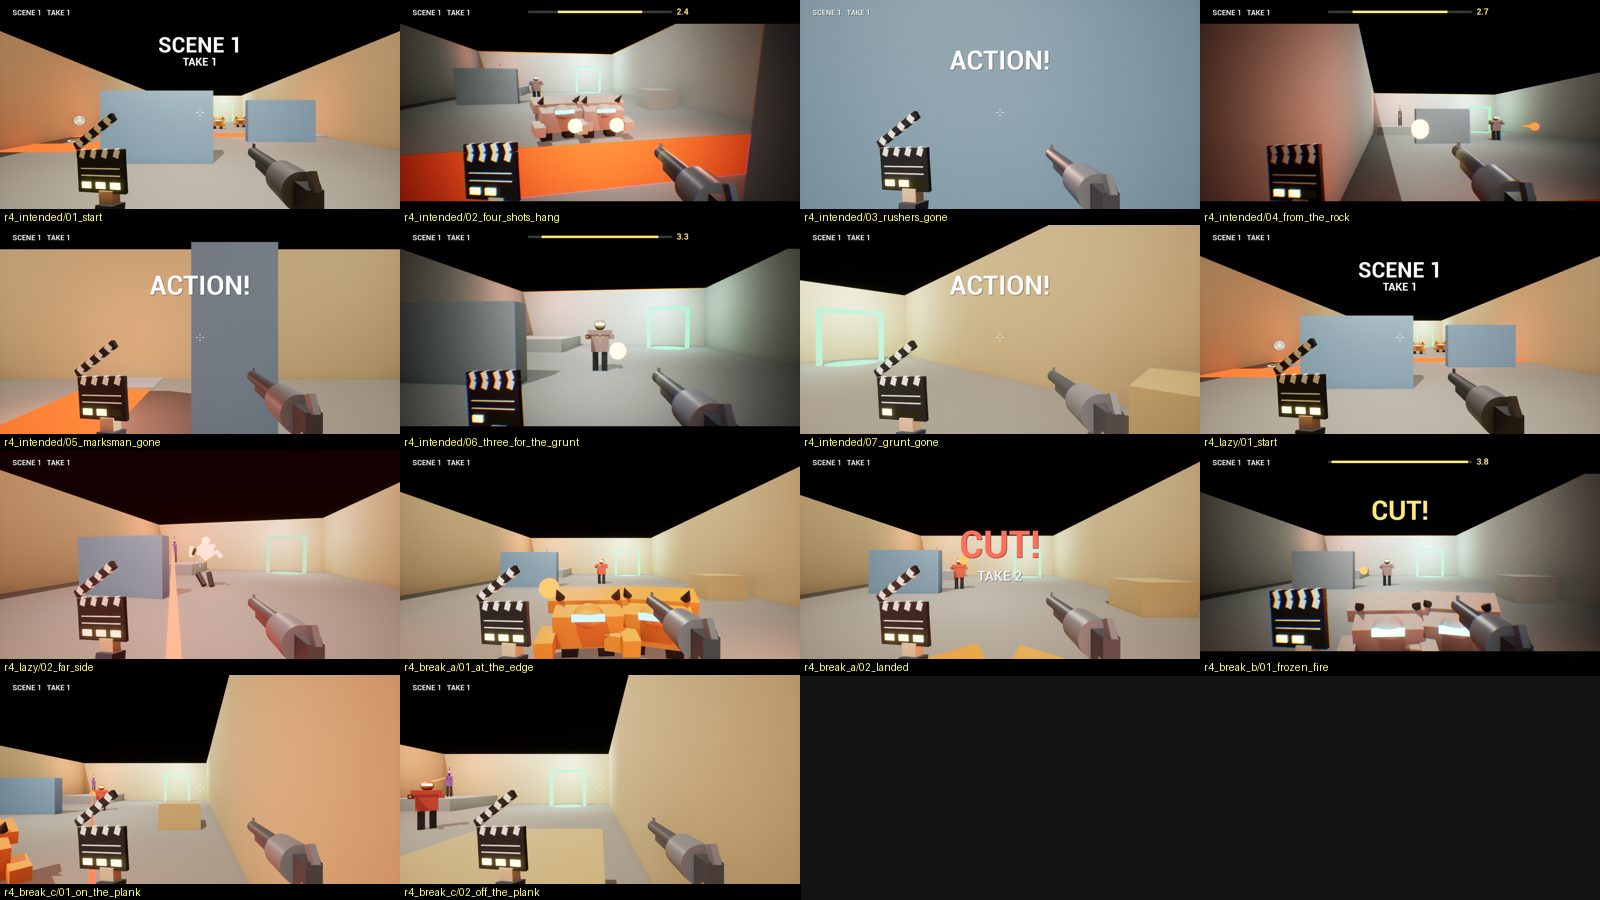 SCENE 1 TAKE 1
SCENE 1
TAKE 1
r4_intended/01_start
SCENE 1 TAKE 1
2.4
r4_intended/02_four_shots_hang
SCENE 1 TAKE 1
ACTION!
r4_intended/03_rushers_gone
SCENE 1 TAKE 1
2.7
r4_intended/04_from_the_rock
SCENE 1 TAKE 1
ACTION!
r4_intended/05_marksman_gone
SCENE 1 TAKE 1
3.3
r4_intended/06_three_for_the_grunt
SCENE 1 TAKE 1
ACTION!
r4_intended/07_grunt_gone
SCENE 1 TAKE 1
SCENE 1
TAKE 1
r4_lazy/01_start
SCENE 1 TAKE 1
r4_lazy/02_far_side
SCENE 1 TAKE 1
r4_break_a/01_at_the_edge
SCENE 1 TAKE 1
CUT!
TAKE 2
r4_break_a/02_landed
SCENE 1 TAKE 1
3.8
CUT!
r4_break_b/01_frozen_fire
SCENE 1 TAKE 1
r4_break_c/01_on_the_plank
SCENE 1 TAKE 1
r4_break_c/02_off_the_plank